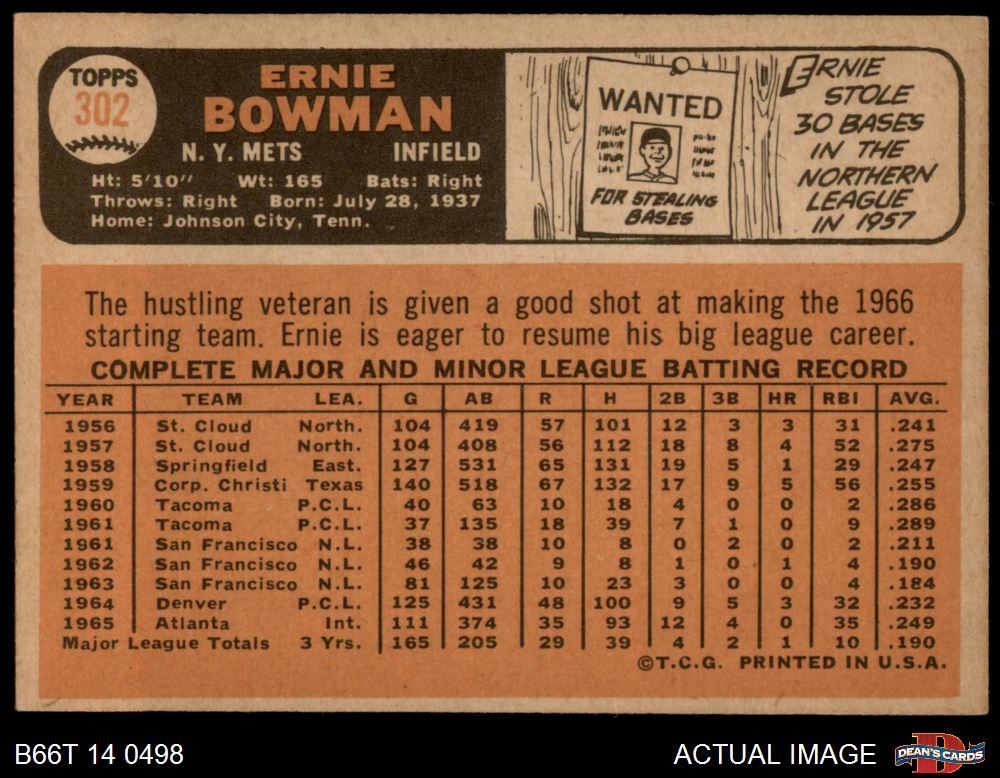 TOPPS
302
ERNIE
BOWMAN
N. Y. METS INFIELD
Ht: 5'10" Wt: 165 Bats: Right
Throws: Right Born: July 28, 1937
Home: Johnson City, Tenn.
WANTED
FOR STEALING
BASES
ERNIE
STOLE
30 BASES
IN THE
NORTHERN
LEAGUE
IN 1957
The hustling veteran is given a good shot at making the 1966
starting team. Ernie is eager to resume his big league career.
COMPLETE MAJOR AND MINOR LEAGUE BATTING RECORD
YEAR TEAM LEA. G AB R H 2B 3B HR RBI AVG.
1956 St. Cloud North. 104 419 57 101 12 3 3 31 .241
1957 St. Cloud North. 104 408 56 112 18 8 4 52 .275
1958 Springfield East. 127 531 65 131 19 5 1 29 .247
1959 Corp. Christi Texas 140 518 67 132 17 9 5 56 .255
1960 Tacoma P.C.L. 40 63 10 18 4 0 0 2 .286
1961 Tacoma P.C.L. 37 135 18 39 7 1 0 9 .289
1961 San Francisco N.L. 38 38 10 8 0 2 0 2 .211
1962 San Francisco N.L. 46 42 9 8 1 0 1 4 .190
1963 San Francisco N.L. 81 125 10 23 3 0 0 4 .184
1964 Denver P.C.L. 125 431 48 100 9 5 3 32 .232
1965 Atlanta Int. 111 374 35 93 12 4 0 35 .249
Major League Totals 3 Yrs. 165 205 29 39 4 2 1 10 .190
©T.C.G. PRINTED IN U.S.A.
B66T 14 0498
ACTUAL IMAGE
DEAN'S CARDS